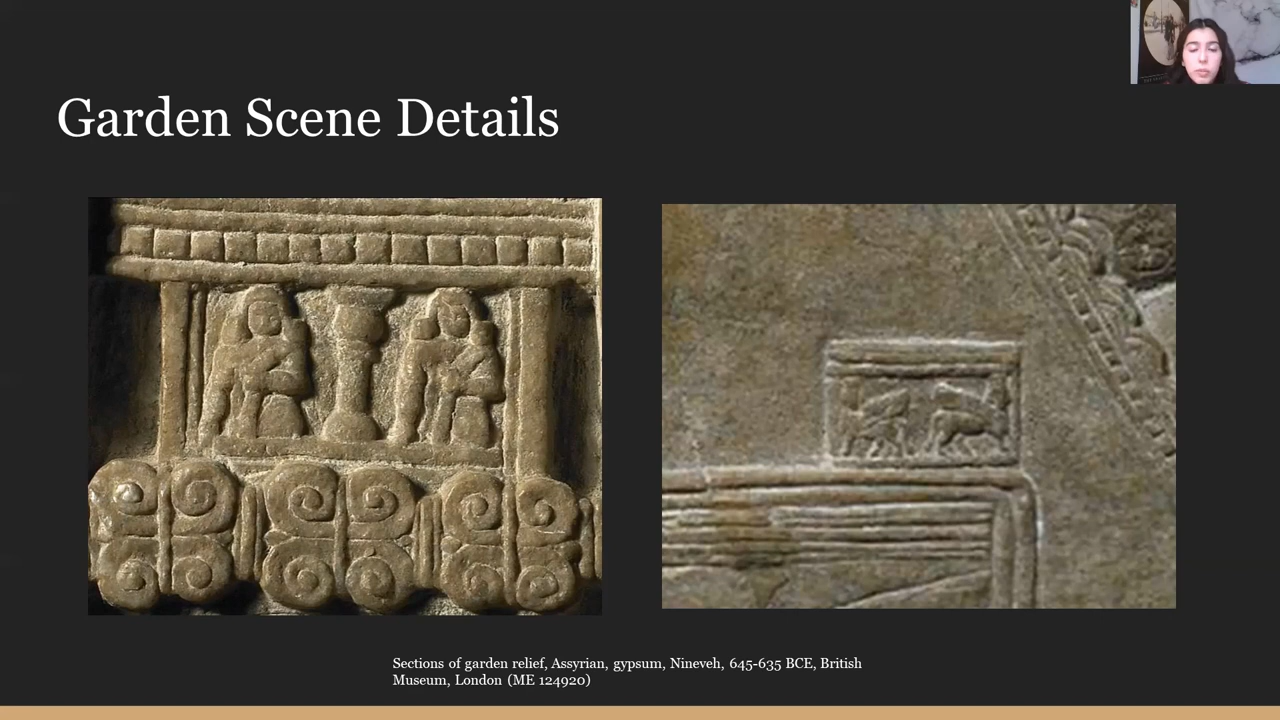 Garden Scene Details
Sections of garden relief, Assyrian, gypsum, Nineveh, 645-635 BCE, British
Museum, London (ME 124920)